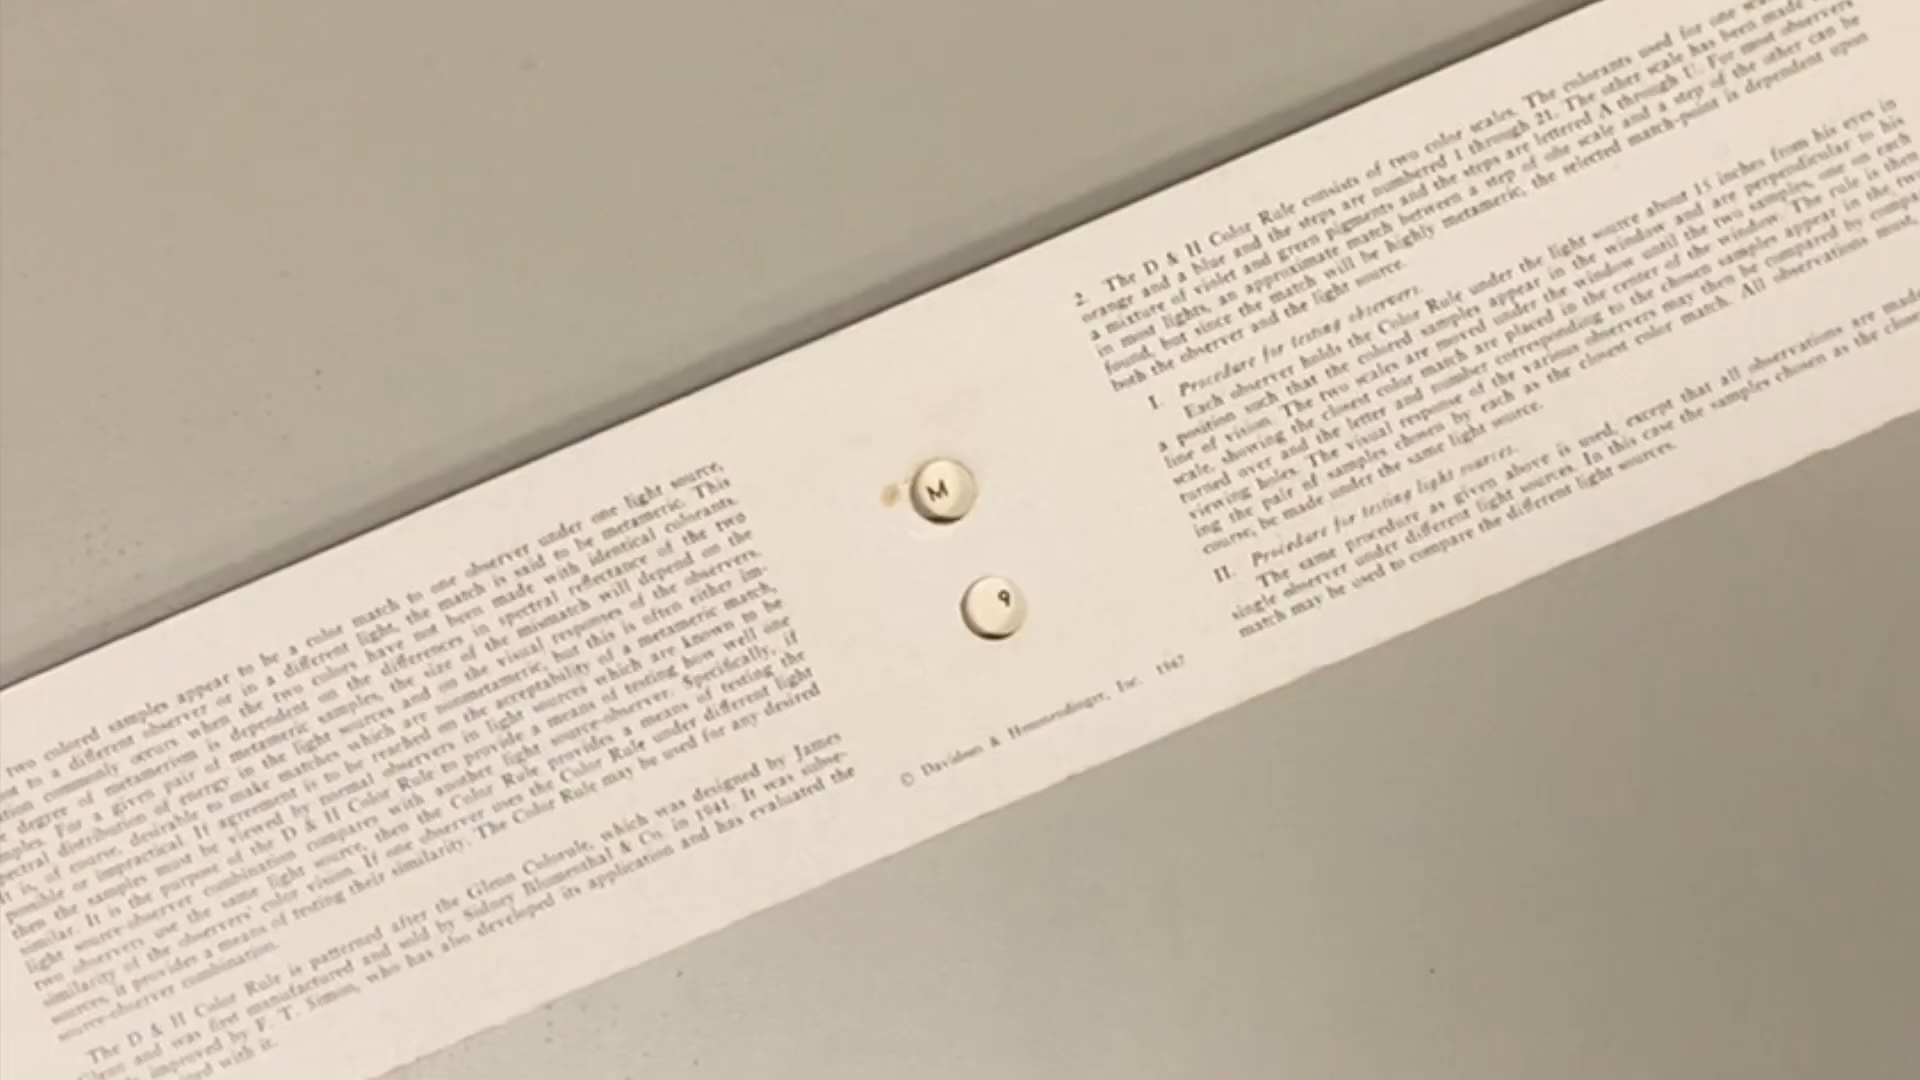 two colored samples appear to be a color match to one observer under one light source,
to a different observer or in a different light, the match is said to be metameric. This
commonly occurs when the two colors have not been made with identical colorants.
degree of metamerism is dependent on the differences in spectral reflectance of the two
For a given pair of metameric samples, the size of the mismatch will depend on the
distribution of energy in the light sources and on the visual responses of the observers.
It is, of course, desirable to make matches which are nonmetameric, but this is often either im-
possible or impractical. If agreement is to be reached on the acceptability of a metameric match,
then the samples must be viewed by normal observers in light sources which are known to be
similar. It is the purpose of the D & H Color Rule to provide a means of testing how well one
light source-observer combination compares with another light source-observer. Specifically, if
two observers use the same light source, then the Color Rule provides a means of testing the
similarity of the observers' color vision. If one observer uses the Color Rule under different light
sources, it provides a means of testing their similarity. The Color Rule may be used for any desired
source-observer combination.
The D & H Color Rule is patterned after the Glenn Colorule, which was designed by James
Glenn and was first manufactured and sold by Sidney Blumenthal & Co. in 1941. It was subse-
improved by F. T. Simon, who has also developed its application and has evaluated the
with it.
M
9
© Davidson & Hemmendinger, Inc. 1967
2. The D & H Color Rule consists of two color scales. The colorants used for one
orange and a blue and the steps are numbered 1 through 21. The other scale has been made
a mixture of violet and green pigments and the steps are lettered A through U. For most observers
in most lights, an approximate match between a step of one scale and a step of the other can be
found, but since the match will be highly metameric, the selected match-point is dependent upon
both the observer and the light source.
I. Procedure for testing observers.
Each observer holds the Color Rule under the light source about 15 inches from his eyes in
a position such that the colored samples appear in the window and are perpendicular to his
line of vision. The two scales are moved under the window until the two samples, one on each
scale, showing the closest color match are placed in the center of the window. The rule is then
turned over and the letter and number corresponding to the chosen samples appear in the two
viewing holes. The visual response of the various observers may then be compared by compar-
ing the pair of samples chosen by each as the closest color match. All observations must,
course, be made under the same light source.
II. Procedure for testing light sources.
The same procedure as given above is used, except that all observations are made
single observer under different light sources. In this case the samples chosen as the
match may be used to compare the different light sources.